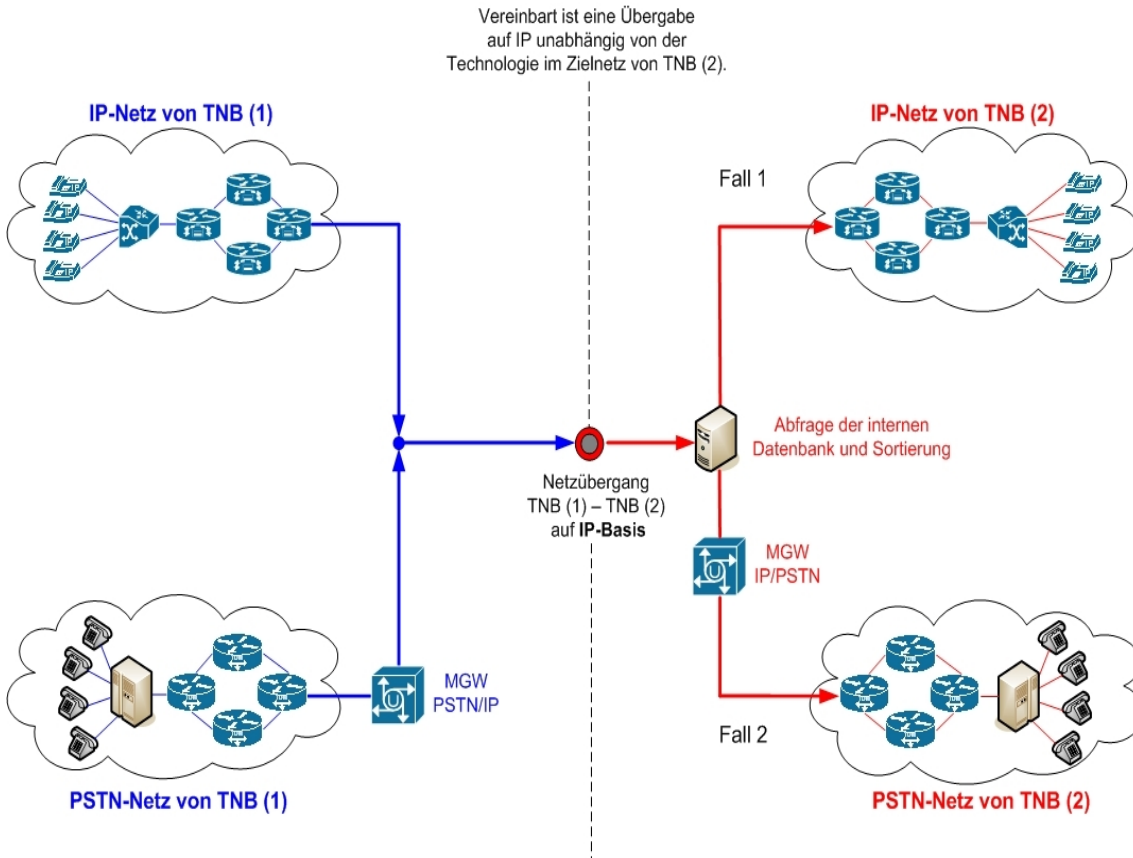 Vereinbart ist eine Übergabe
auf IP unabhängig von der
Technologie im Zielnetz von TNB (2).
IP-Netz von TNB (1)
IP-Netz von TNB (2)
Fall 1
Abfrage der internen
Datenbank und Sortierung
Netzübergang
TNB (1) – TNB (2)
auf IP-Basis
MGW
IP/PSTN
MGW
PSTN/IP
Fall 2
PSTN-Netz von TNB (1)
PSTN-Netz von TNB (2)